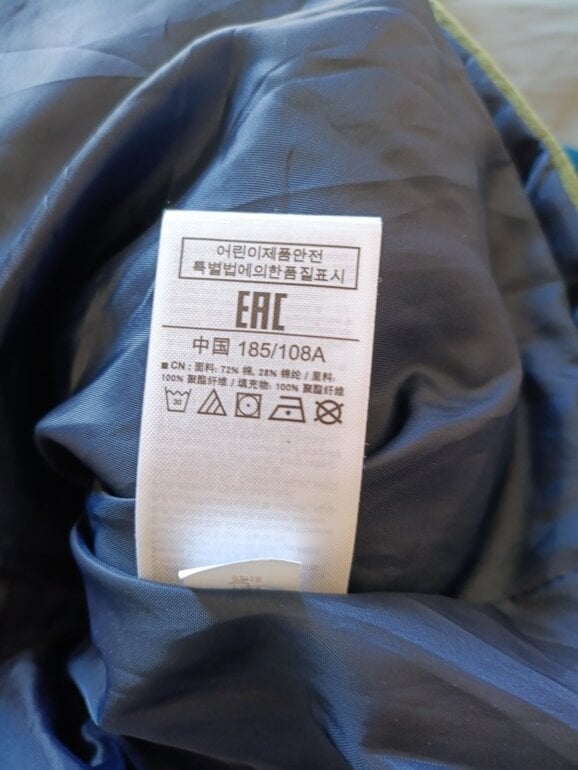 어린이제품안전
특별법에의한품질표시
EAC
中国 185/108A
■ CN : 面料: 72% 棉, 28% 锦纶 / 里料:
100% 聚酯纤维 / 填充物: 100% 聚酯纤维
30